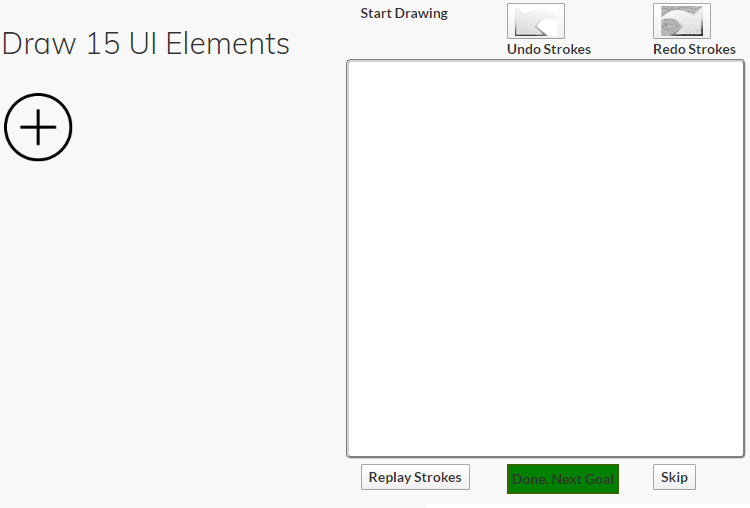 Draw 15 UI Elements
Start Drawing
Undo Strokes
Redo Strokes
Replay Strokes
Done. Next Goal
Skip